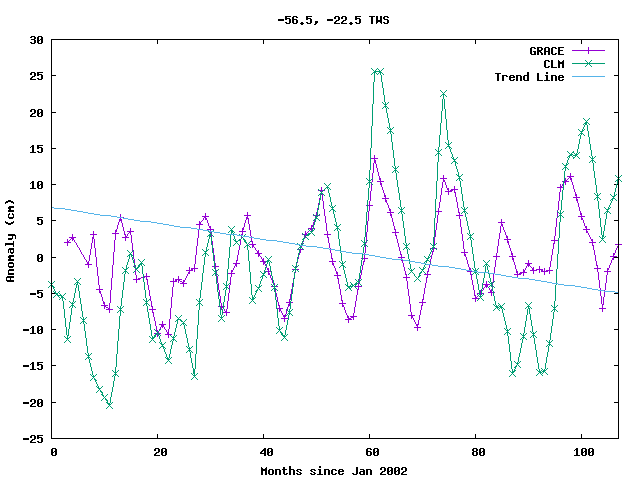 -56.5, -22.5 TWS
GRACE
CLM
Trend Line
30
25
20
15
10
5
0
-5
-10
-15
-20
-25
Anomaly (cm)
0 20 40 60 80 100
Months since Jan 2002